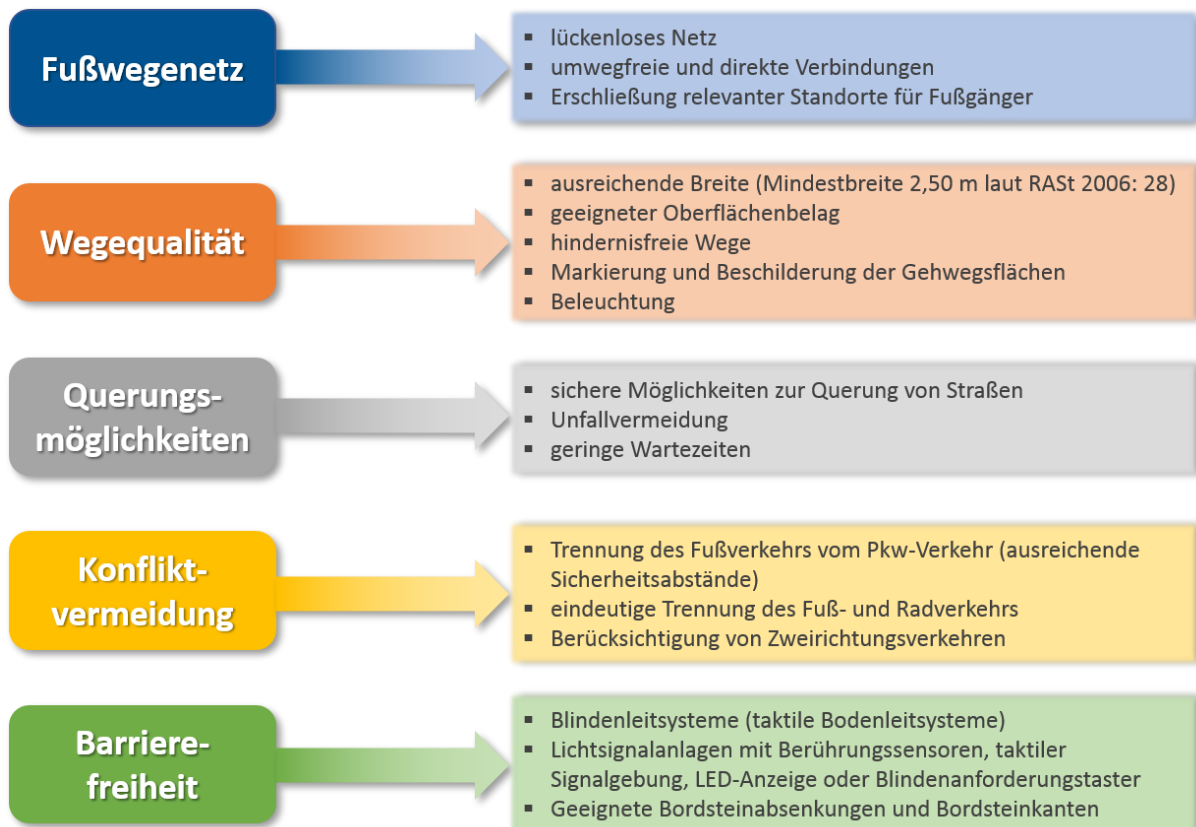 Fußwegenetz
▪ lückenloses Netz
▪ umwegfreie und direkte Verbindungen
▪ Erschließung relevanter Standorte für Fußgänger
Wegequalität
▪ ausreichende Breite (Mindestbreite 2,50 m laut RASt 2006: 28)
▪ geeigneter Oberflächenbelag
▪ hindernisfreie Wege
▪ Markierung und Beschilderung der Gehwegsflächen
▪ Beleuchtung
Querungs-
möglichkeiten
▪ sichere Möglichkeiten zur Querung von Straßen
▪ Unfallvermeidung
▪ geringe Wartezeiten
Konflikt-
vermeidung
▪ Trennung des Fußverkehrs vom Pkw-Verkehr (ausreichende
Sicherheitsabstände)
▪ eindeutige Trennung des Fuß- und Radverkehrs
▪ Berücksichtigung von Zweirichtungsverkehren
Barriere-
freiheit
▪ Blindenleitsysteme (taktile Bodenleitsysteme)
▪ Lichtsignalanlagen mit Berührungssensoren, taktiler
Signalgebung, LED-Anzeige oder Blindenanforderungstaster
▪ Geeignete Bordsteinabsenkungen und Bordsteinkanten